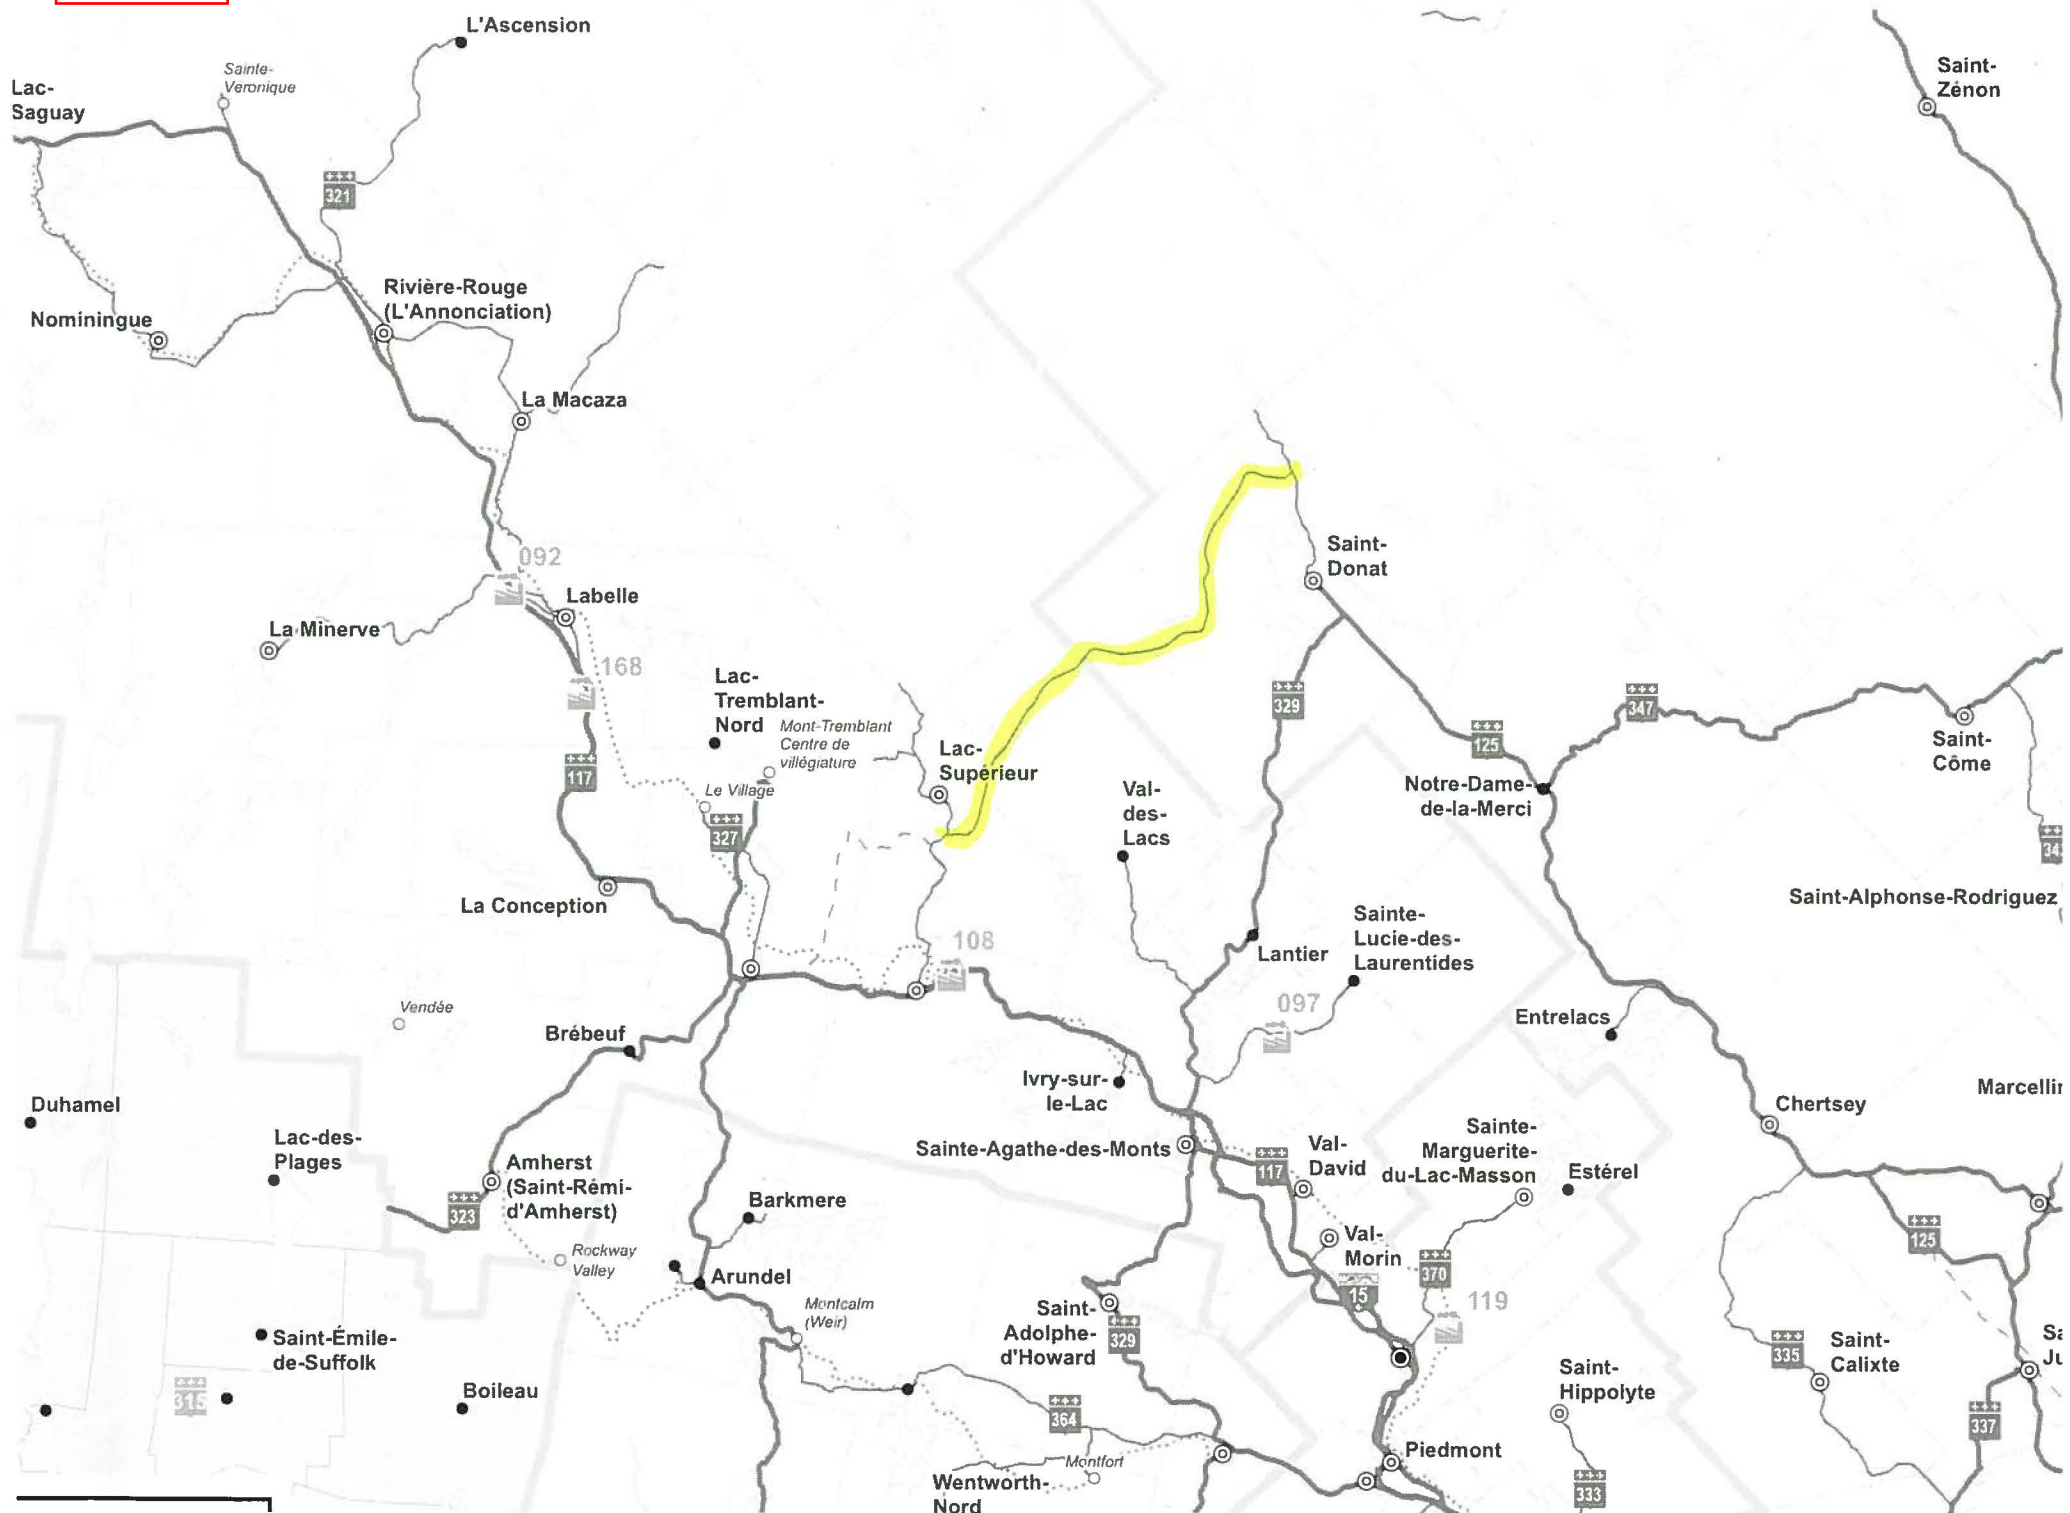 L'Ascension
Sainte-
Veronique
Lac-
Saguay
Saint-
Zénon
321
Rivière-Rouge
(L'Annonciation)
Nominingue
La Macaza
092
Saint-
Donat
Labelle
La Minerve
168
Lac-
Tremblant-
Nord
Mont-Tremblant
Centre de
villégiature
329
347
125
Saint-
Côme
Lac-
Supérieur
117
Le Village
Val-
des-
Lacs
Notre-Dame-
de-la-Merci
327
34
La Conception
Saint-Alphonse-Rodriguez
Sainte-
Lucie-des-
Laurentides
108
Lantier
097
Vendée
Entrelacs
Brébeuf
Ivry-sur-
le-Lac
Duhamel
Marcellin
Chertsey
Lac-des-
Plages
Sainte-Agathe-des-Monts
Val-
David
117
Sainte-
Marguerite-
du-Lac-Masson
Estérel
Amherst
(Saint-Rémi-
d'Amherst)
323
Barkmere
Val-
Morin
125
Rockway
Valley
Arundel
370
15
119
Montcalm
(Weir)
Saint-
Adolphe-
d'Howard
329
Saint-Émile-
de-Suffolk
335
Saint-
Calixte
Sa
Ju
315
Boileau
Saint-
Hippolyte
364
337
Piedmont
Montfort
Wentworth-
Nord
333